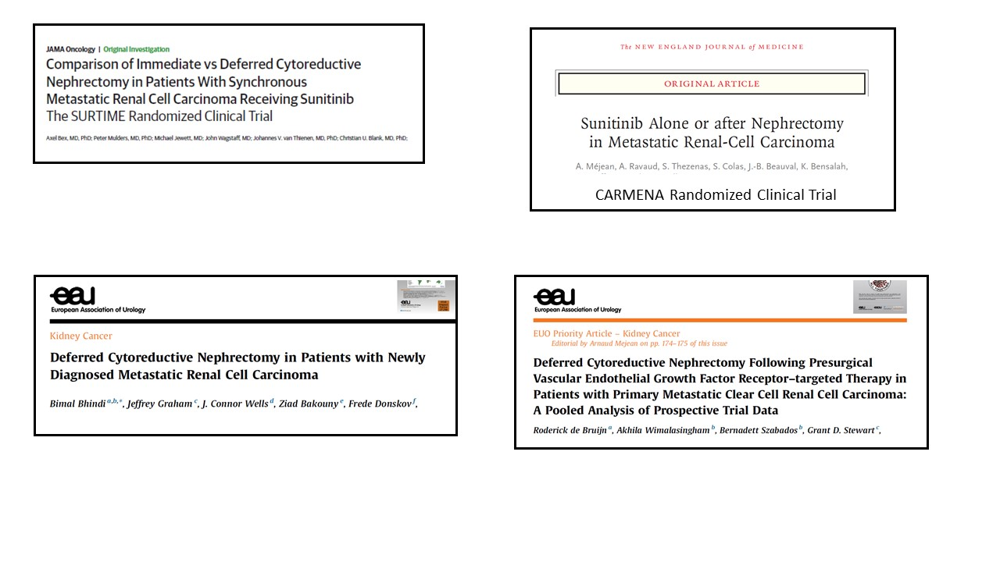 JAMA Oncology | Original Investigation
Comparison of Immediate vs Deferred Cytoreductive
Nephrectomy in Patients With Synchronous
Metastatic Renal Cell Carcinoma Receiving Sunitinib
The SURTIME Randomized Clinical Trial
Axel Bex, MD, PhD; Peter Mulders, MD, PhD; Michael Jewett, MD; John Wagstaff, MD; Johannes V. van Thienen, MD, PhD; Christian U. Blank, MD, PhD;
The NEW ENGLAND JOURNAL of MEDICINE
ORIGINAL ARTICLE
Sunitinib Alone or after Nephrectomy
in Metastatic Renal-Cell Carcinoma
A. Méjean, A. Ravaud, S. Thezenas, S. Colas, J.-B. Beauval, K. Bensalah,
CARMENA Randomized Clinical Trial
eau
European Association of Urology
Kidney Cancer
Deferred Cytoreductive Nephrectomy in Patients with Newly
Diagnosed Metastatic Renal Cell Carcinoma
Bimal Bhindi a,b,*, Jeffrey Graham c, J. Connor Wells d, Ziad Bakouny e, Frede Donskov f,
eau
European Association of Urology
EUO Priority Article – Kidney Cancer
Editorial by Arnaud Mejean on pp. 174–175 of this issue
Deferred Cytoreductive Nephrectomy Following Presurgical
Vascular Endothelial Growth Factor Receptor–targeted Therapy in
Patients with Primary Metastatic Clear Cell Renal Cell Carcinoma:
A Pooled Analysis of Prospective Trial Data
Roderick de Bruijn a, Akhila Wimalasingham b, Bernadett Szabados b, Grant D. Stewart c,